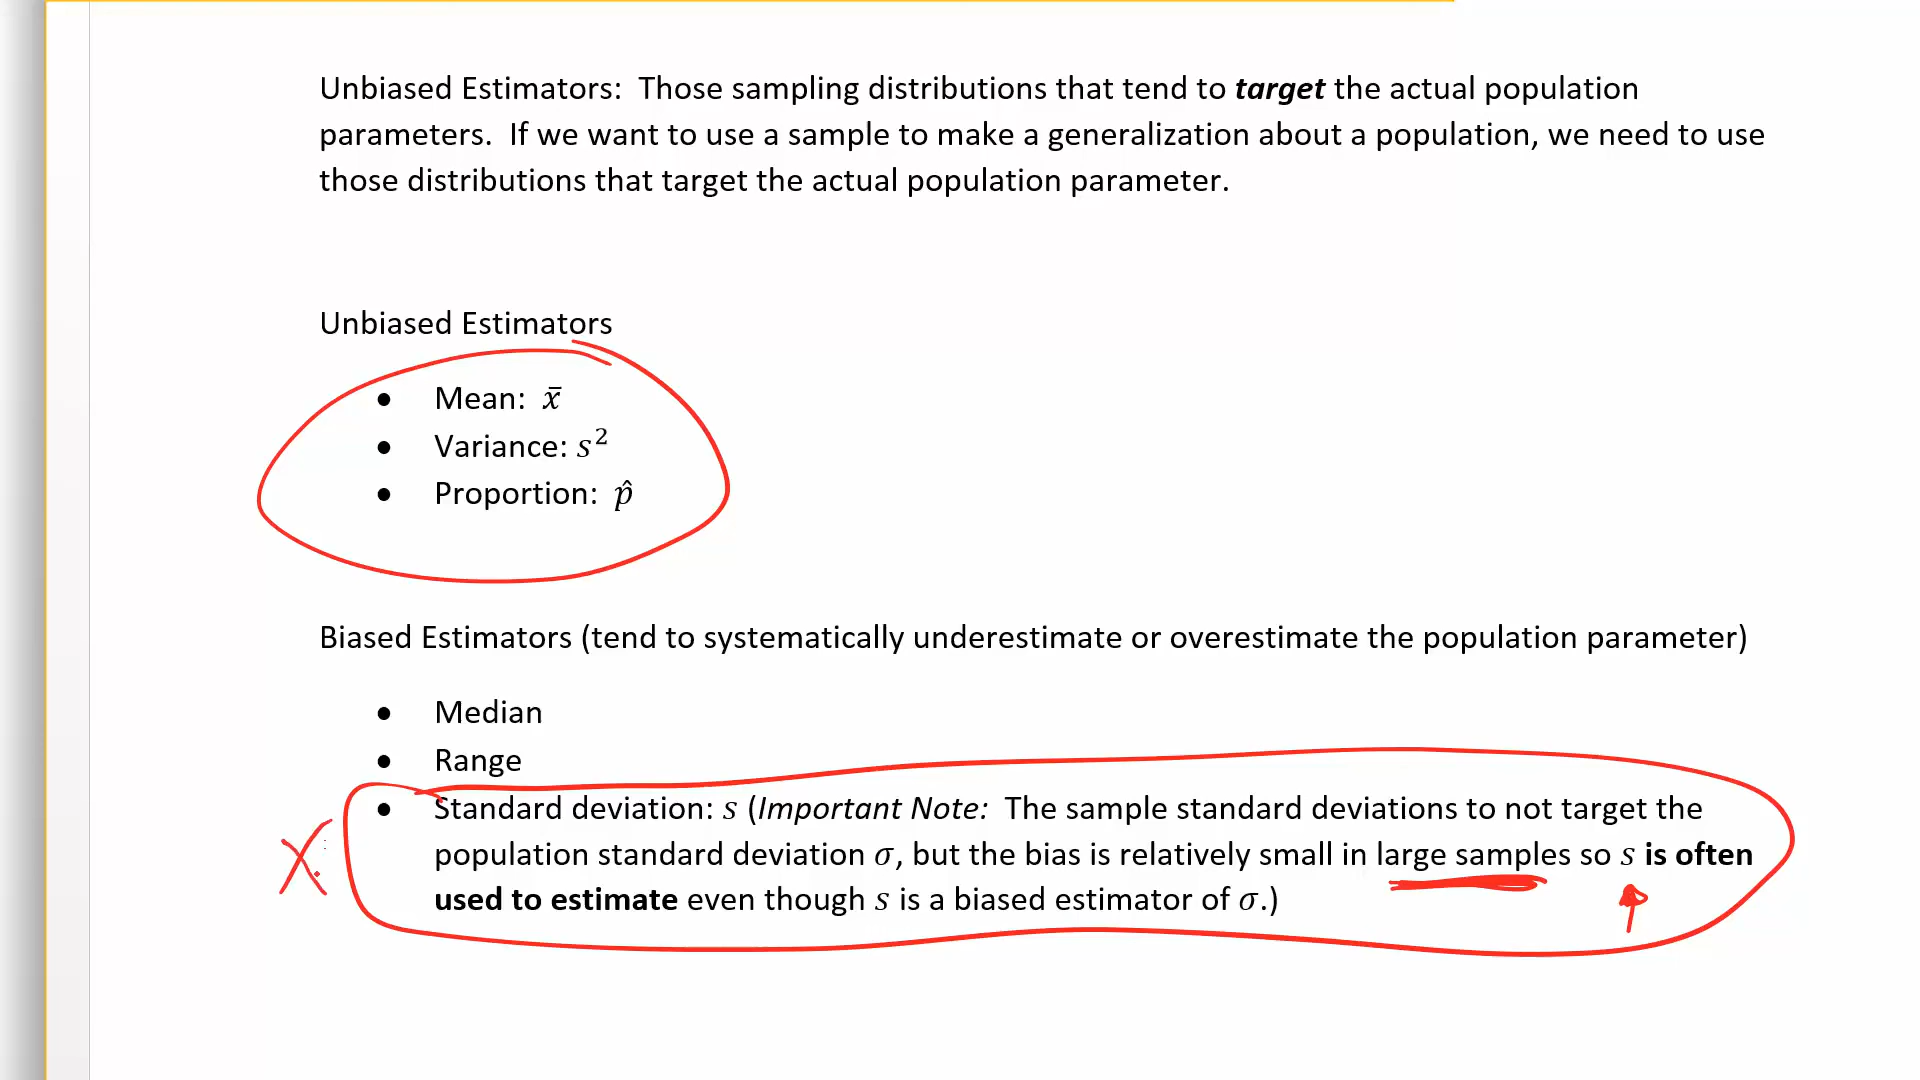 Unbiased Estimators:  Those sampling distributions that tend to target the actual population
parameters.  If we want to use a sample to make a generalization about a population, we need to use
those distributions that target the actual population parameter.
Unbiased Estimators
• Mean:  x̄
• Variance: s²
• Proportion:  p̂
Biased Estimators (tend to systematically underestimate or overestimate the population parameter)
• Median
• Range
• Standard deviation: s (Important Note:  The sample standard deviations to not target the
population standard deviation σ, but the bias is relatively small in large samples so s is often
used to estimate even though s is a biased estimator of σ.)